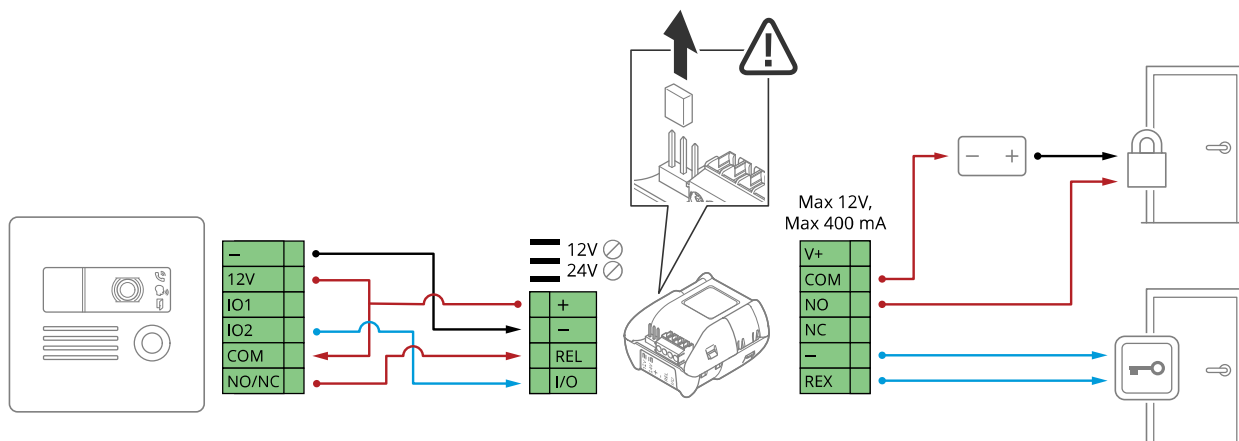 −
12V
IO1
IO2
COM
NO/NC
12V
24V
+
−
REL
I/O
Max 12V,
Max 400 mA
V+
COM
NO
NC
−
REX
− +